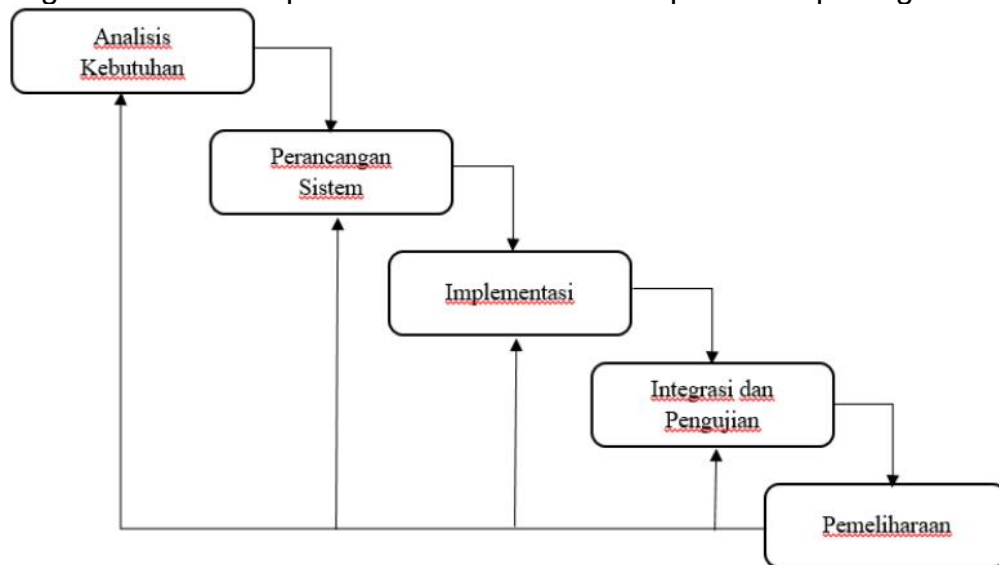 Analisis
Kebutuhan
Perancangan
Sistem
Implementasi
Integrasi dan
Pengujian
Pemeliharaan